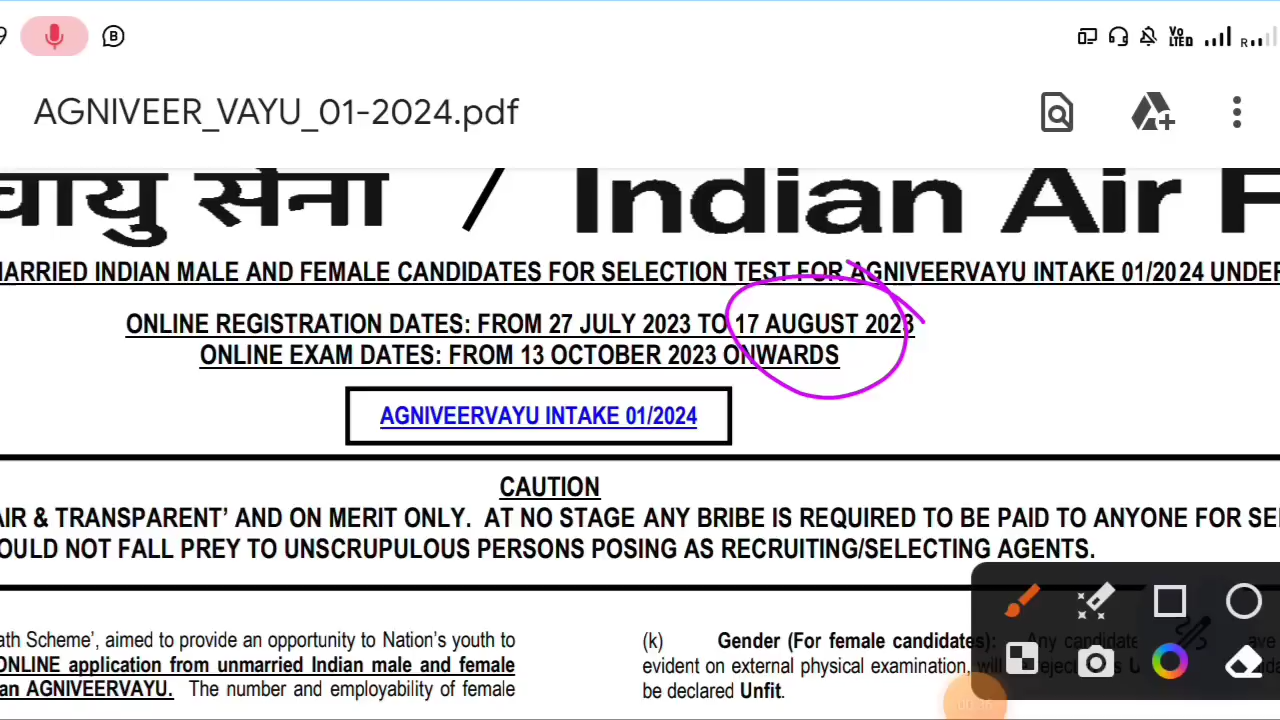 AGNIVEER_VAYU_01-2024.pdf
वायु सेना / Indian Air F
MARRIED INDIAN MALE AND FEMALE CANDIDATES FOR SELECTION TEST FOR AGNIVEERVAYU INTAKE 01/2024 UNDER
ONLINE REGISTRATION DATES: FROM 27 JULY 2023 TO 17 AUGUST 2023
ONLINE EXAM DATES: FROM 13 OCTOBER 2023 ONWARDS
AGNIVEERVAYU INTAKE 01/2024
CAUTION
AIR & TRANSPARENT’ AND ON MERIT ONLY. AT NO STAGE ANY BRIBE IS REQUIRED TO BE PAID TO ANYONE FOR SE
OULD NOT FALL PREY TO UNSCRUPULOUS PERSONS POSING AS RECRUITING/SELECTING AGENTS.
ath Scheme’, aimed to provide an opportunity to Nation’s youth to
ONLINE application from unmarried Indian male and female
an AGNIVEERVAYU. The number and employability of female
(k) Gender (For female candidates): Any candidate
evident on external physical examination, will
be declared Unfit.